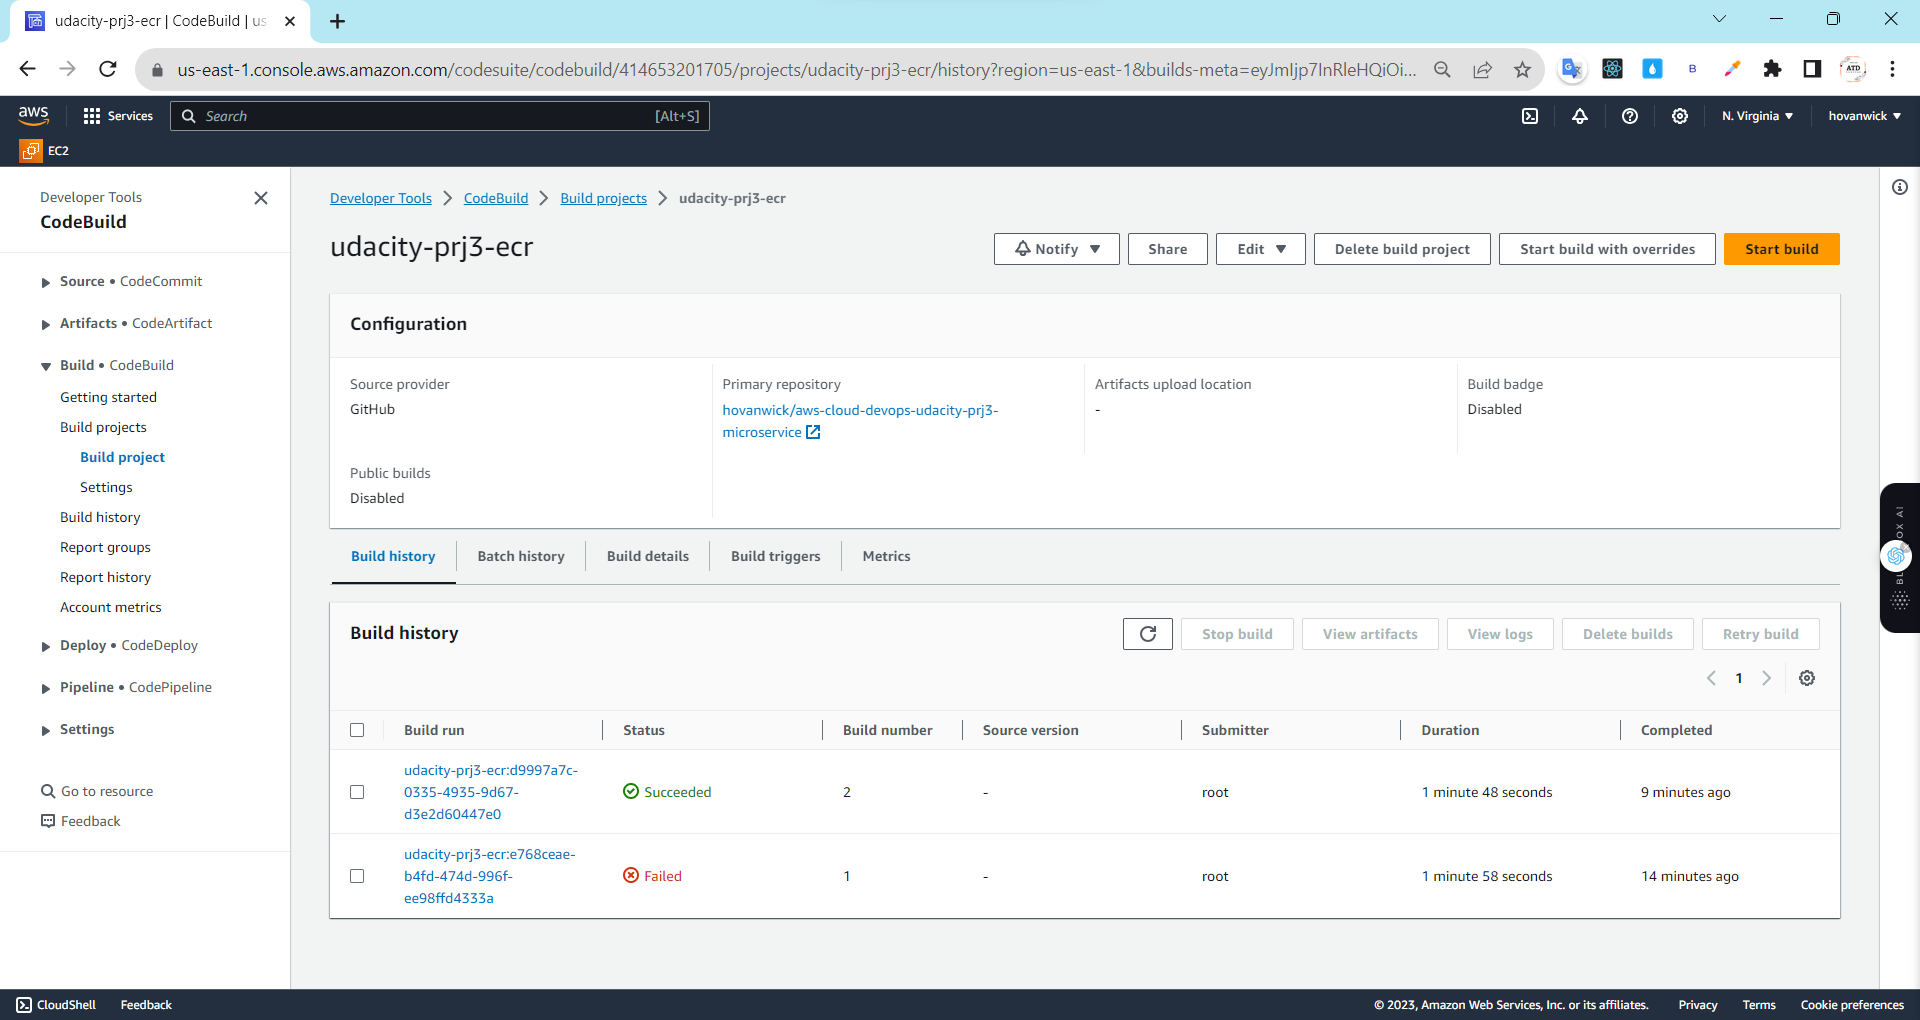 udacity-prj3-ecr | CodeBuild | us
us-east-1.console.aws.amazon.com/codesuite/codebuild/414653201705/projects/udacity-prj3-ecr/history?region=us-east-1&builds-meta=eyJmIjp7InRleHQiOi...
aws
Services
Search
[Alt+S]
N. Virginia
hovanwick
EC2
Developer Tools
CodeBuild
Source • CodeCommit
Artifacts • CodeArtifact
Build • CodeBuild
Getting started
Build projects
Build project
Settings
Build history
Report groups
Report history
Account metrics
Deploy • CodeDeploy
Pipeline • CodePipeline
Settings
Go to resource
Feedback
Developer Tools
CodeBuild
Build projects
udacity-prj3-ecr
udacity-prj3-ecr
Notify
Share
Edit
Delete build project
Start build with overrides
Start build
Configuration
Source provider
GitHub
Primary repository
hovanwick/aws-cloud-devops-udacity-prj3-
microservice
Artifacts upload location
-
Build badge
Disabled
Public builds
Disabled
Build history
Batch history
Build details
Build triggers
Metrics
Build history
Stop build
View artifacts
View logs
Delete builds
Retry build
1
Build run
Status
Build number
Source version
Submitter
Duration
Completed
udacity-prj3-ecr:d9997a7c-
0335-4935-9d67-
d3e2d60447e0
Succeeded
2
-
root
1 minute 48 seconds
9 minutes ago
udacity-prj3-ecr:e768ceae-
b4fd-474d-996f-
ee98ffd4333a
Failed
1
-
root
1 minute 58 seconds
14 minutes ago
CloudShell
Feedback
© 2023, Amazon Web Services, Inc. or its affiliates.
Privacy
Terms
Cookie preferences